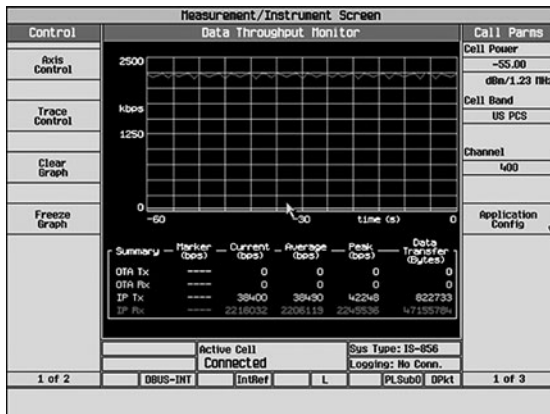 Measurement/Instrument Screen
Control
Data Throughput Monitor
Call Parms
Axis
Control
Trace
Control
Clear
Graph
Freeze
Graph
1 of 2
2500
kbps
1250
0
-60
-30
time (s)
0
Summary
Marker
(bps)
Current
(bps)
Average
(bps)
Peak
(bps)
Data
Transfer
(Bytes)
OTA Tx ---- 0 0 0 0
OTA Rx ---- 0 0 0 0
IP Tx ---- 38400 38490 42248 822733
IP Rx ---- 2216032 2206119 2245536 47155784
Active Cell
Connected
Sys Type: IS-856
Logging: No Conn.
DBUS-INT
IntRef
L
PLSub0
DPkt
Cell Power
-55.00
dBm/1.23 MHz
Cell Band
US PCS
Channel
400
Application
Config
1 of 3